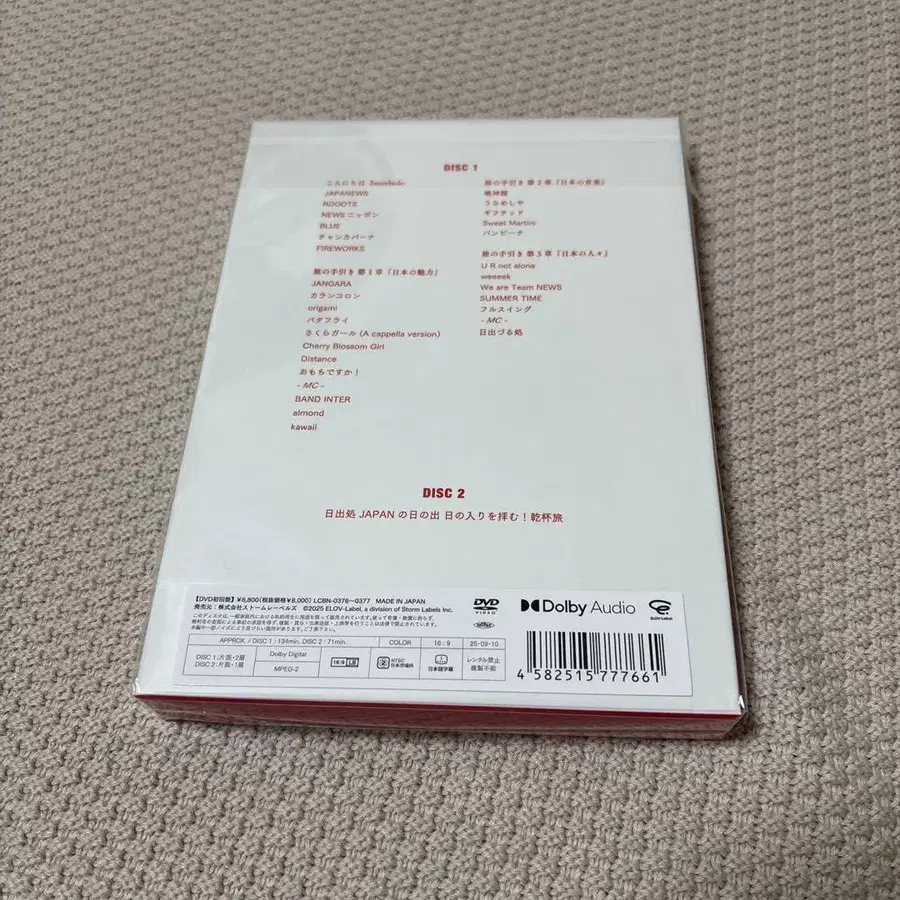 DISC 1
JAPANEWS
ROOOTS
NEWS ニッポン
BLUE
チャンカパーナ
FIREWORKS
旅の手引き 第1章『日本の魅力』
JANGARA
カランコロン
origami
バタフライ
さくらガール (A cappella version)
Cherry Blossom Girl
Distance
おもちですか！
- MC -
BAND INTER
almond
kawaii
旅の手引き 第2章『日本の音楽』
うらめしや
ギフテッド
Sweet Martini
バンビーナ
旅の手引き 第3章『日本の人々』
U R not alone
weeeek
We are Team NEWS
SUMMER TIME
フルスイング
- MC -
日出づる処
DISC 2
日出処 JAPAN の日の出 日の入りを拝む！乾杯旅
【DVD初回盤】¥8,800(税抜価格¥8,000) LCBN-0376〜0377 MADE IN JAPAN
発売元：株式会社ストームレーベルズ ©2025 ELOV-Label, a division of Storm Labels Inc.
DVD VIDEO
Dolby Audio
ELOV-Label
APPROX. / DISC 1：134min. DISC 2：71min.
COLOR
16：9
25·09·10
DISC 1：片面・2層
DISC 2：片面・1層
Dolby Digital
MPEG-2
16:9 LB
2 NTSC 日本市場向
日本語字幕
レンタル禁止
複製不能
4 582515 777661